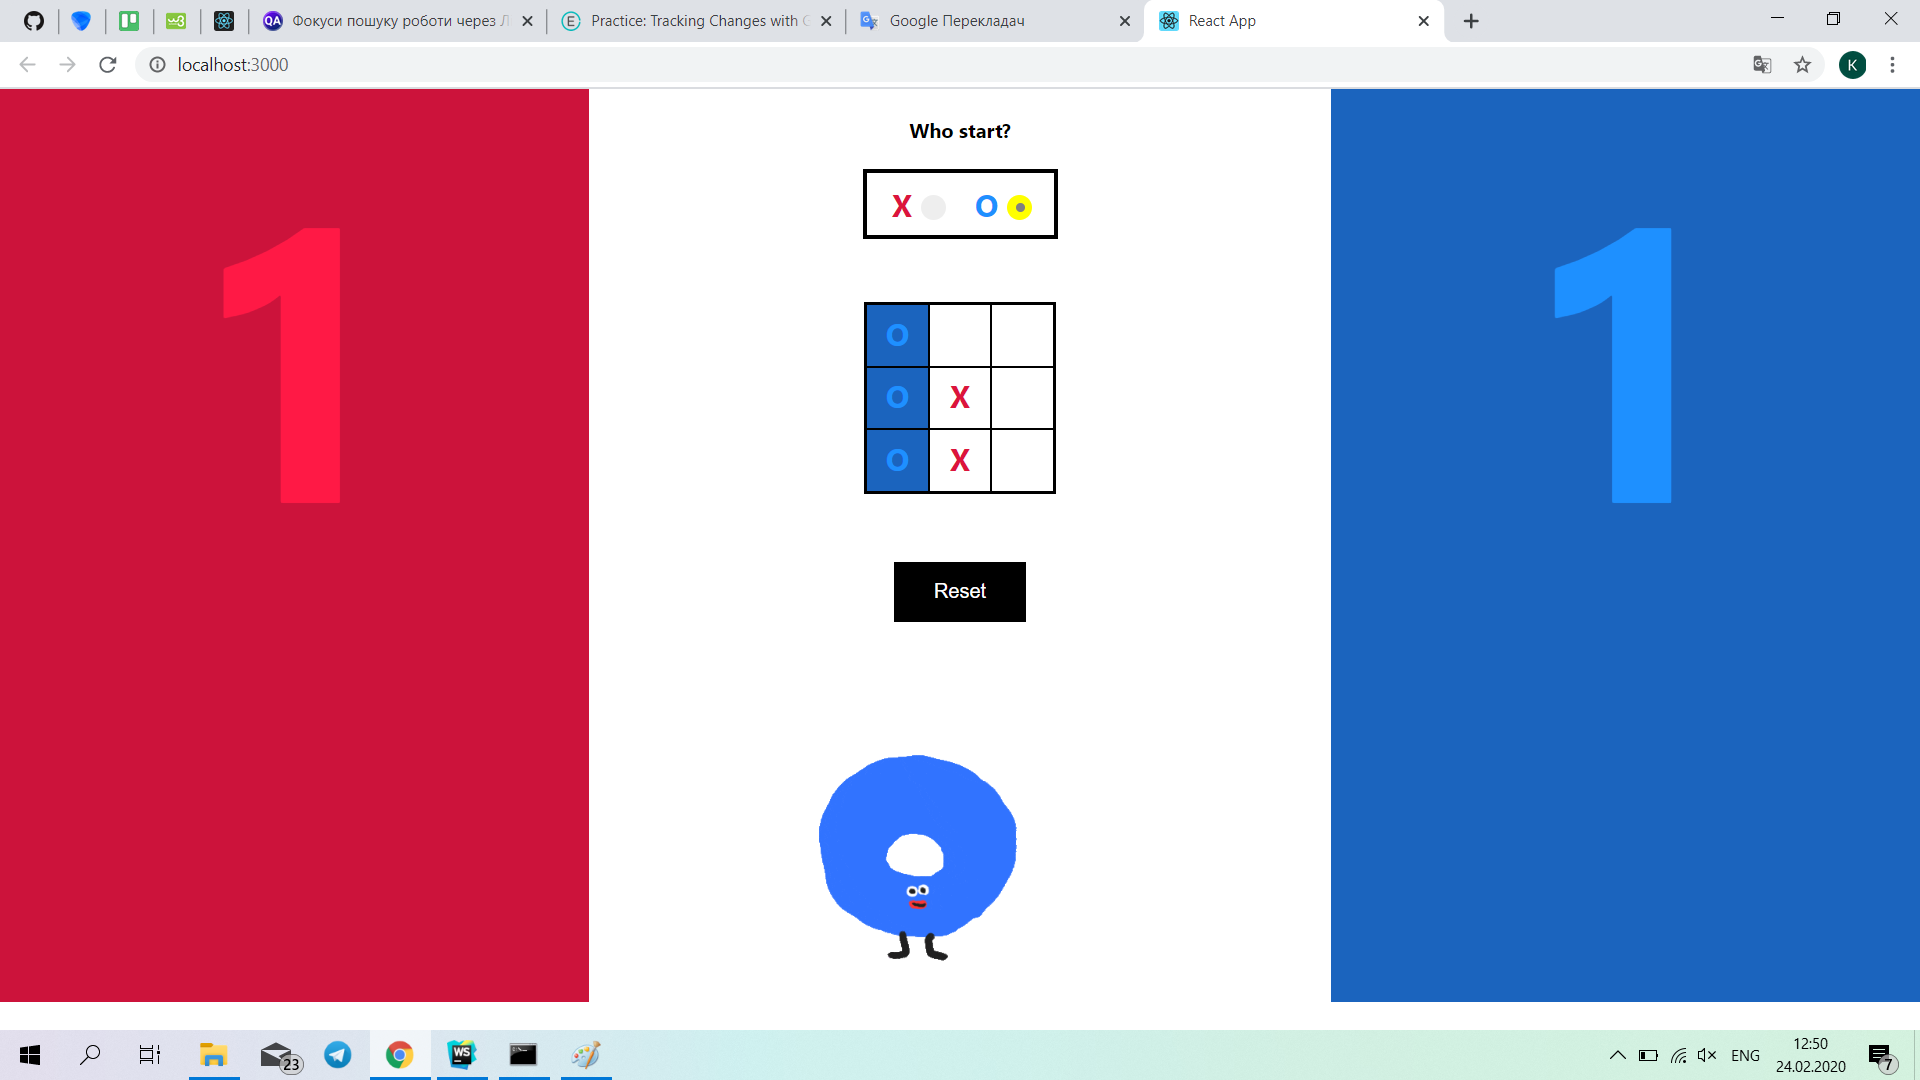 QA Фокуси пошуку роботи через Л
E Practice: Tracking Changes with G
Google Перекладач
React App
localhost:3000
K
Who start?
X O
1
1
O
O X
O X
Reset
12:50
23 WS ENG 24.02.2020 7